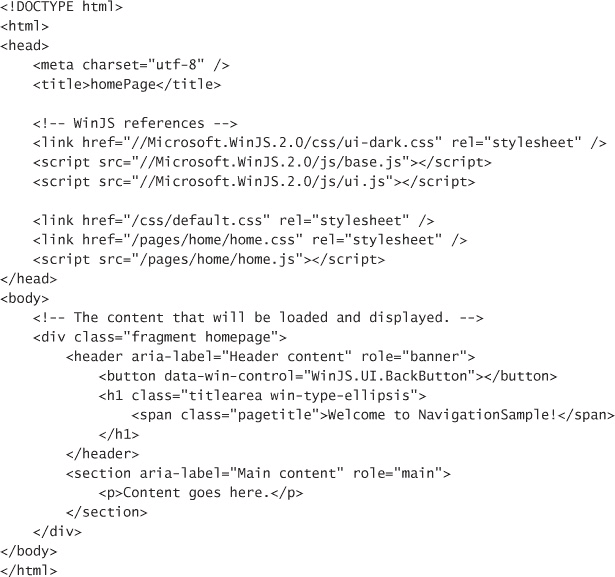 <!DOCTYPE html>
<html>
<head>
    <meta charset="utf-8" />
    <title>homePage</title>

    <!-- WinJS references -->
    <link href="//Microsoft.WinJS.2.0/css/ui-dark.css" rel="stylesheet" />
    <script src="//Microsoft.WinJS.2.0/js/base.js"></script>
    <script src="//Microsoft.WinJS.2.0/js/ui.js"></script>

    <link href="/css/default.css" rel="stylesheet" />
    <link href="/pages/home/home.css" rel="stylesheet" />
    <script src="/pages/home/home.js"></script>
</head>
<body>
    <!-- The content that will be loaded and displayed. -->
    <div class="fragment homepage">
        <header aria-label="Header content" role="banner">
            <button data-win-control="WinJS.UI.BackButton"></button>
            <h1 class="titlearea win-type-ellipsis">
                <span class="pagetitle">Welcome to NavigationSample!</span>
            </h1>
        </header>
        <section aria-label="Main content" role="main">
            <p>Content goes here.</p>
        </section>
    </div>
</body>
</html>